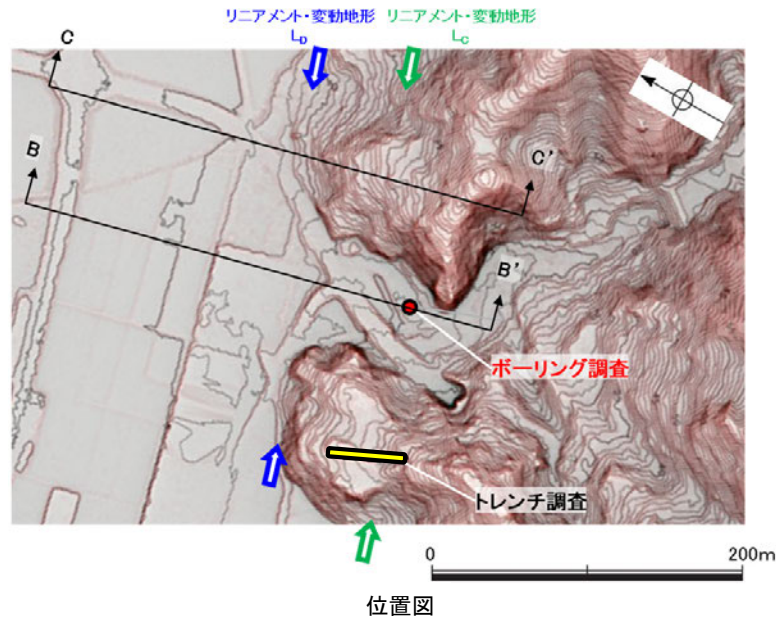 リニアメント・変動地形
L_D
リニアメント・変動地形
L_C
C
B
C'
B'
ボーリング調査
トレンチ調査
0
200m
位置図